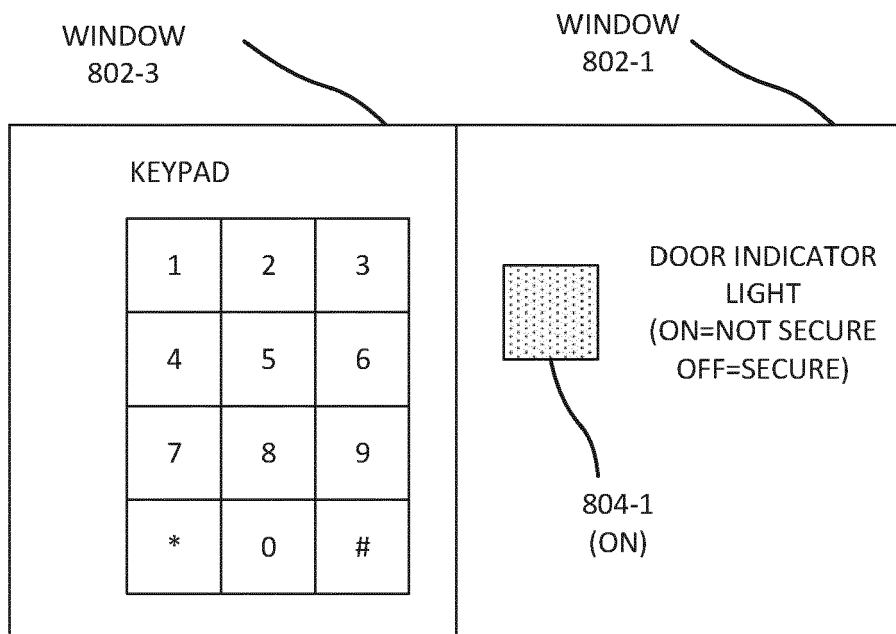 WINDOW
802-3
WINDOW
802-1
KEYPAD
1 2 3
4 5 6
7 8 9
* 0 #
DOOR INDICATOR
LIGHT
(ON=NOT SECURE
OFF=SECURE)
804-1
(ON)